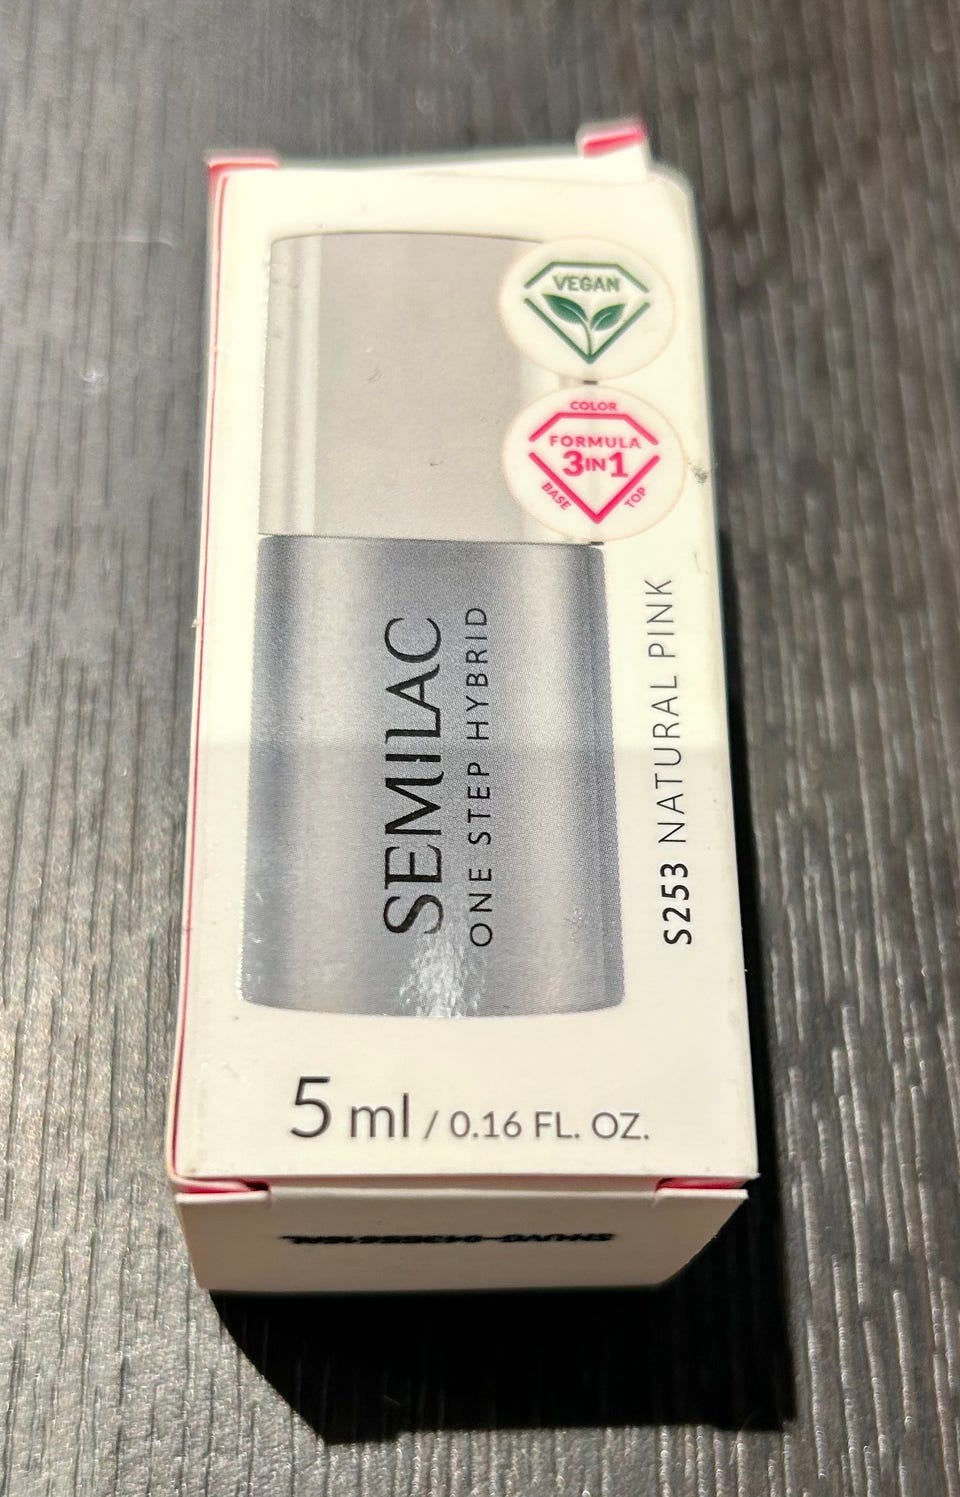 VEGAN
COLOR
FORMULA
3IN1
BASE
TOP
SEMILAC
ONE STEP HYBRID
S253 NATURAL PINK
5 ml / 0.16 FL. OZ.